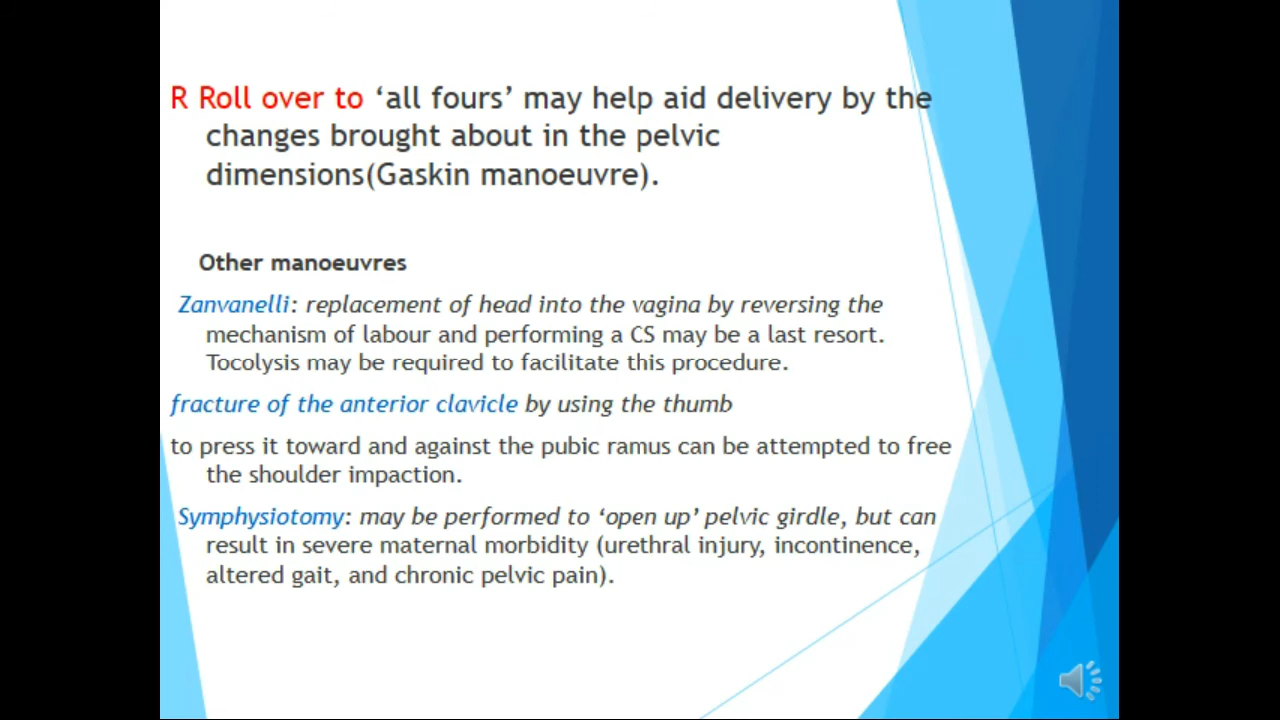 R Roll over to ‘all fours’ may help aid delivery by the
changes brought about in the pelvic
dimensions(Gaskin manoeuvre).
Other manoeuvres
Zanvanelli: replacement of head into the vagina by reversing the
mechanism of labour and performing a CS may be a last resort.
Tocolysis may be required to facilitate this procedure.
fracture of the anterior clavicle by using the thumb
to press it toward and against the pubic ramus can be attempted to free
the shoulder impaction.
Symphysiotomy: may be performed to ‘open up’ pelvic girdle, but can
result in severe maternal morbidity (urethral injury, incontinence,
altered gait, and chronic pelvic pain).